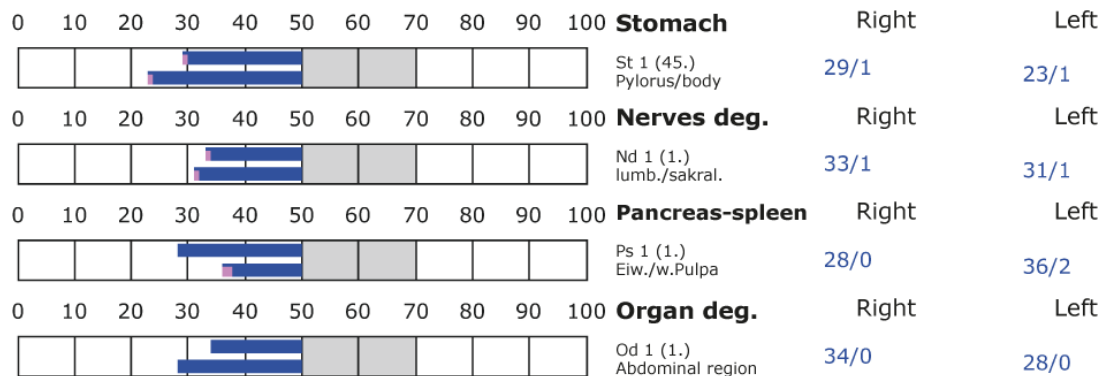 0 10 20 30 40 50 60 70 80 90 100 Stomach Right Left
St 1 (45.) 29/1 23/1
Pylorus/body
0 10 20 30 40 50 60 70 80 90 100 Nerves deg. Right Left
Nd 1 (1.) 33/1 31/1
lumb./sakral.
0 10 20 30 40 50 60 70 80 90 100 Pancreas-spleen Right Left
Ps 1 (1.) 28/0 36/2
Eiw./w.Pulpa
0 10 20 30 40 50 60 70 80 90 100 Organ deg. Right Left
Od 1 (1.) 34/0 28/0
Abdominal region